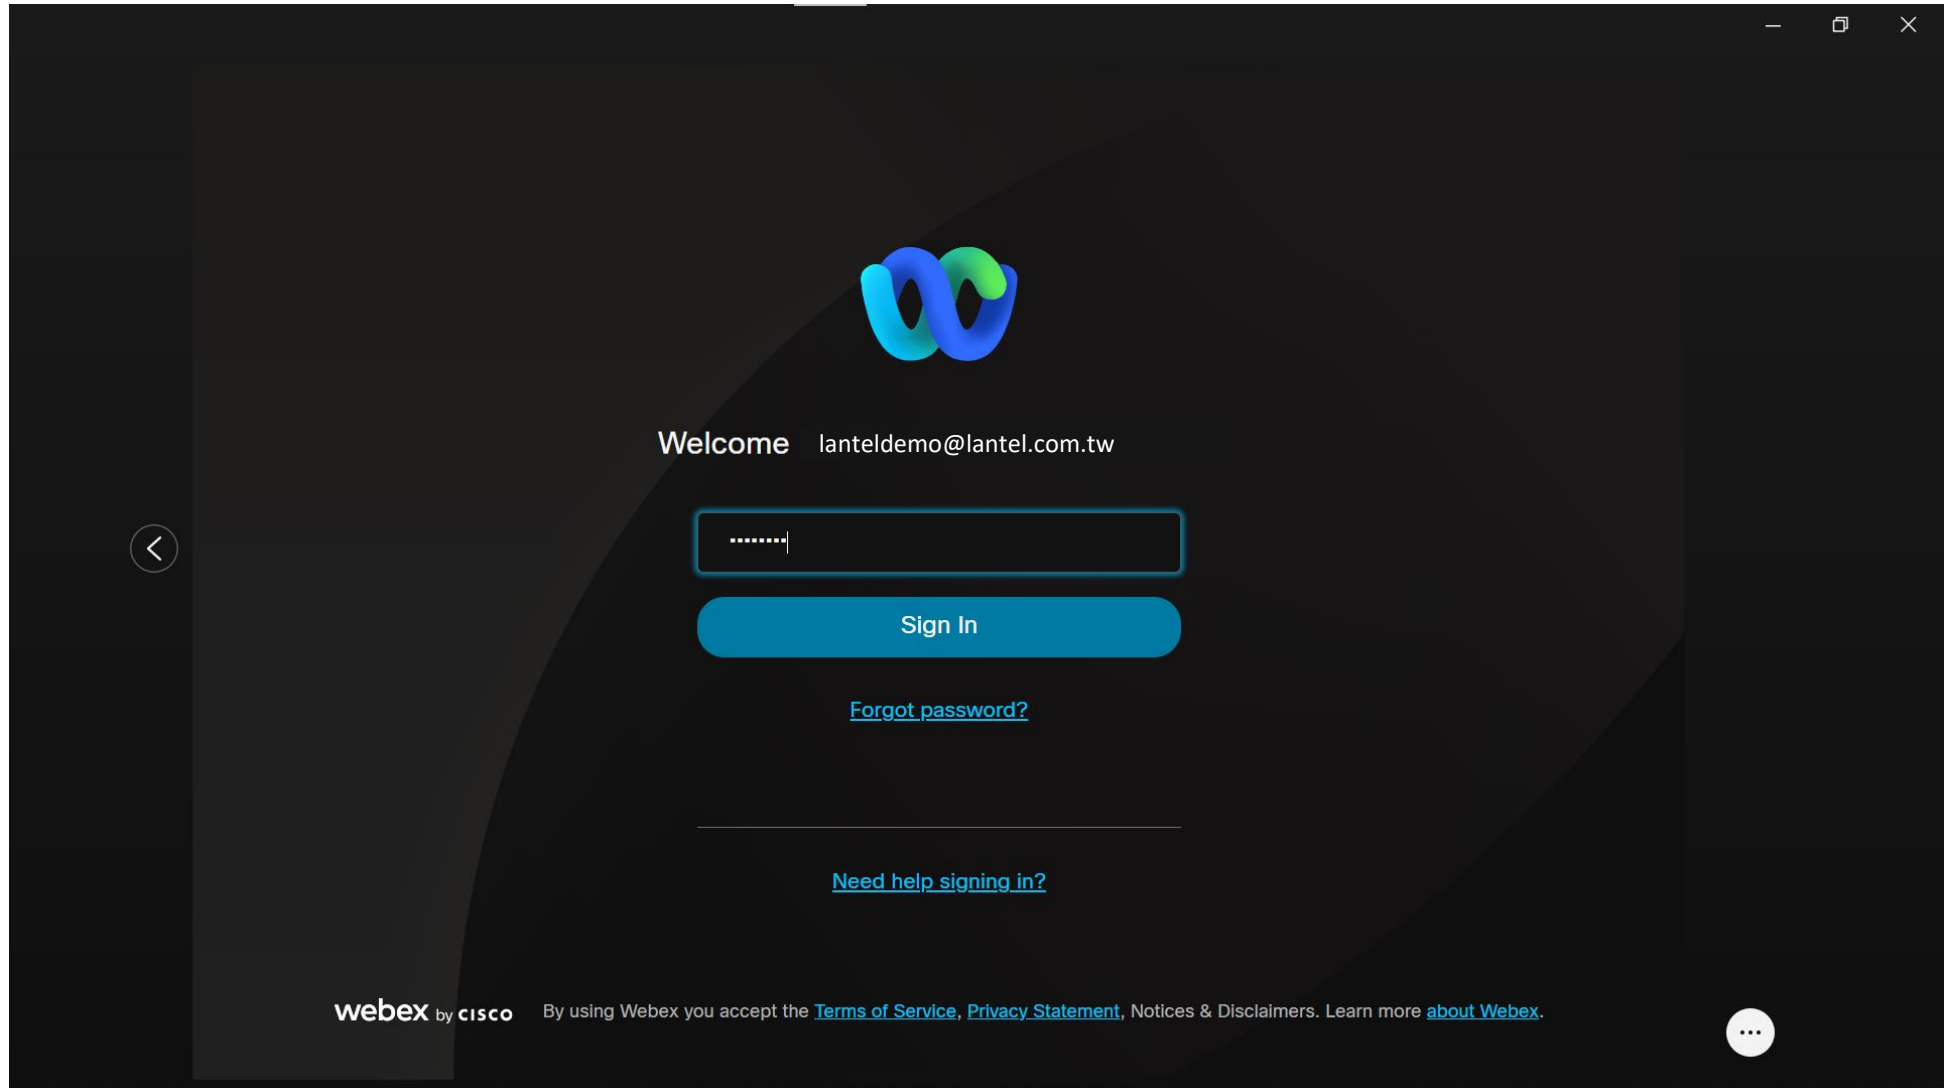 Welcome lanteldemo@lantel.com.tw
Sign In
Forgot password?
Need help signing in?
webex by CISCO By using Webex you accept the Terms of Service, Privacy Statement, Notices & Disclaimers. Learn more about Webex.